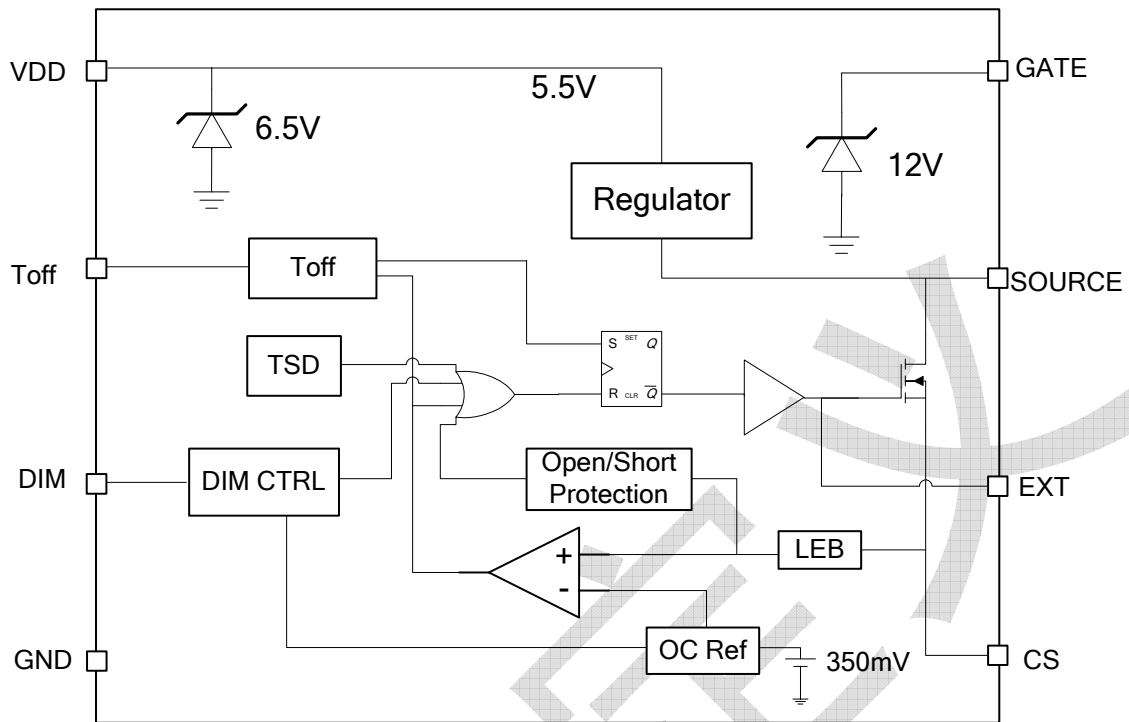 VDD
GATE
5.5V
6.5V
12V
Regulator
Toff
Toff
SOURCE
TSD
S SET Q
R CLR Q̅
DIM
DIM CTRL
Open/Short
Protection
EXT
LEB
+
-
GND
OC Ref
350mV
CS